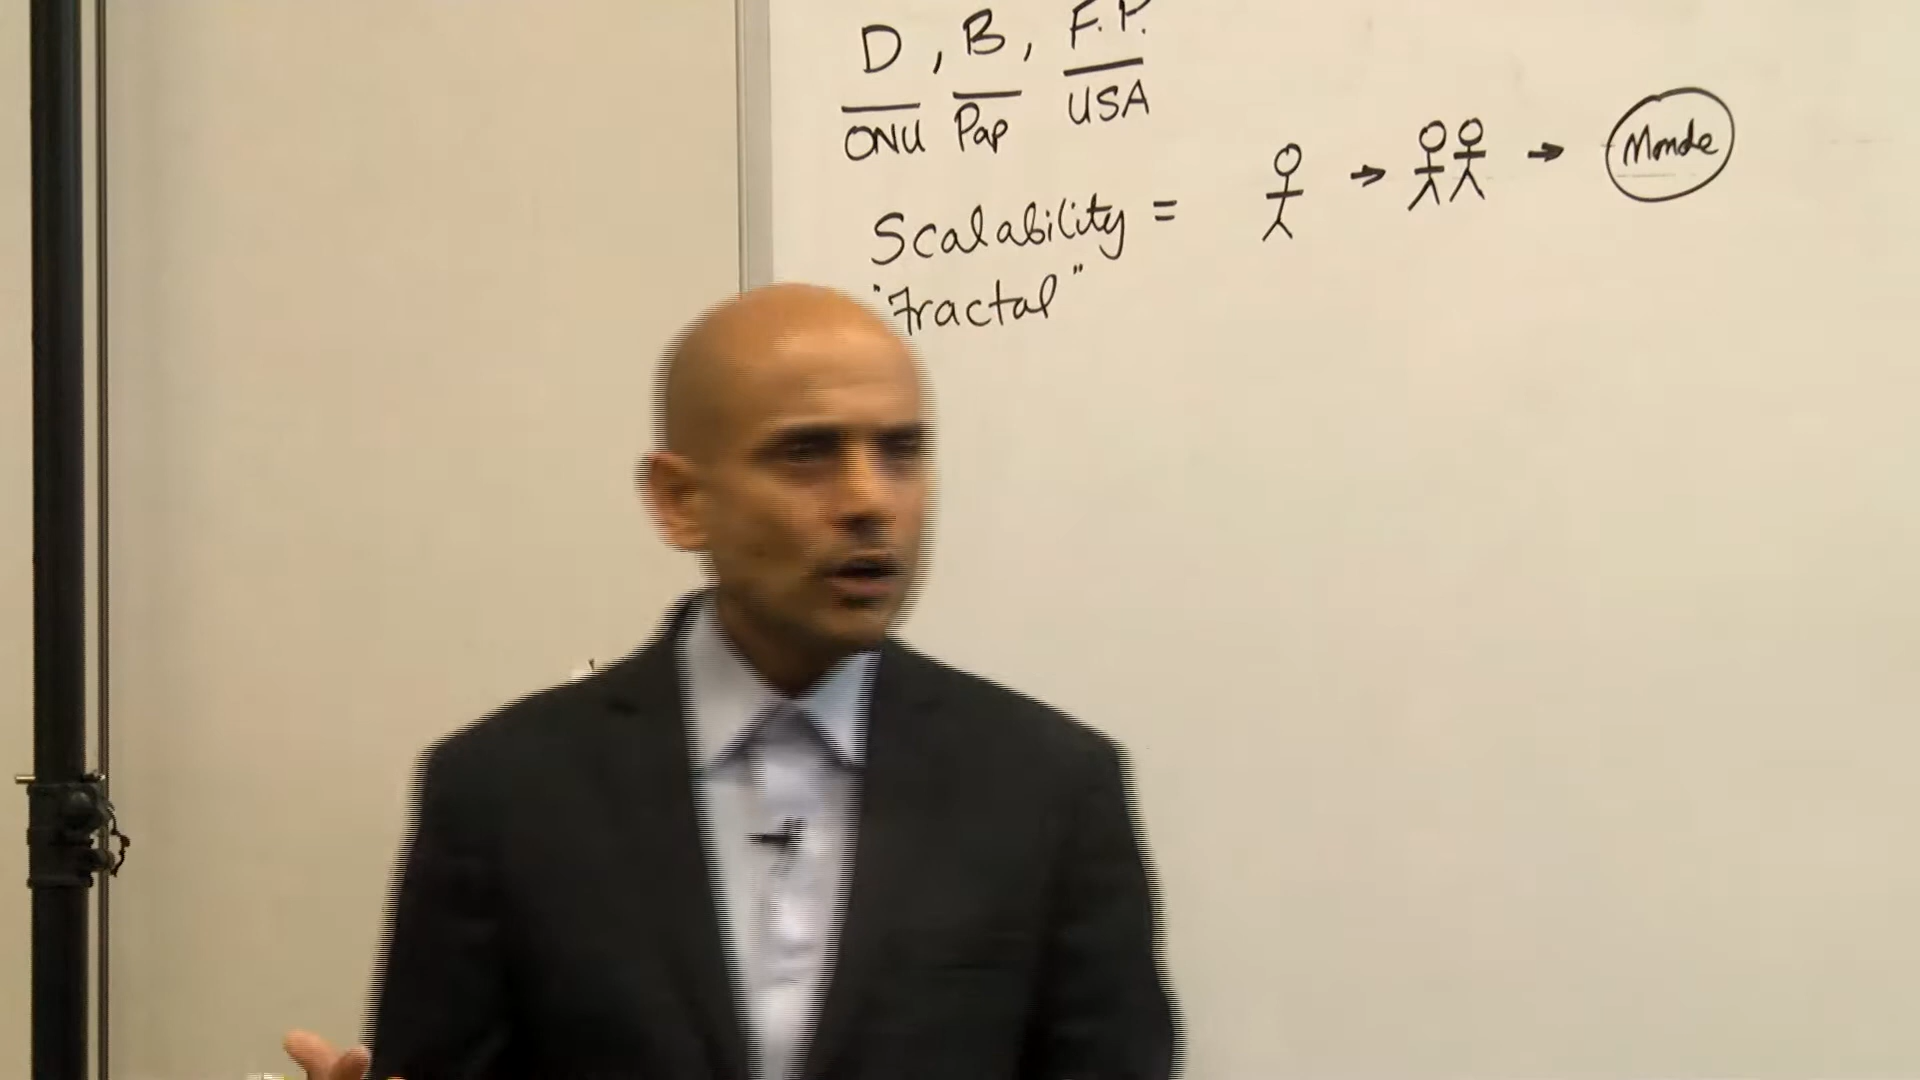 D, B, F.P.
ONU Pap USA
Scalability = → → Monde
"Fractal"